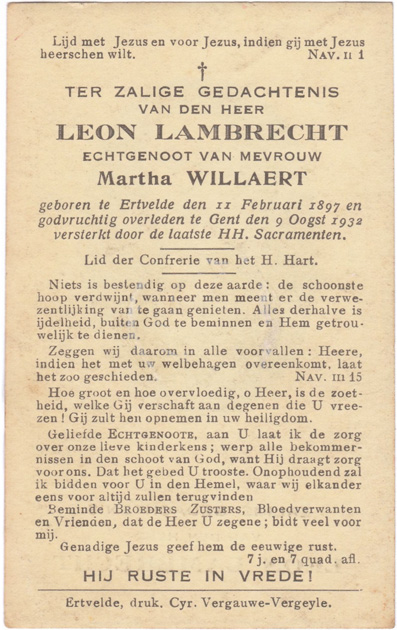 Lijd met Jezus en voor Jezus, indien gij met Jezus
heerschen wilt. NAV. II 1
†
TER ZALIGE GEDACHTENIS
VAN DEN HEER
LEON LAMBRECHT
ECHTGENOOT VAN MEVROUW
Martha WILLAERT
geboren te Ertvelde den 11 Februari 1897 en
godvruchtig overleden te Gent den 9 Oogst 1932
versterkt door de laatste HH. Sacramenten.
Lid der Confrerie van het H. Hart.
Niets is bestendig op deze aarde: de schoonste
hoop verdwijnt, wanneer men meent er de verwe-
zentlijking van te gaan genieten. Alles derhalve is
ijdelheid, buiten God te beminnen en Hem getrou-
welijk te dienen.
Zeggen wij daarom in alle voorvallen: Heere,
indien het met uw welbehagen overeenkomt, laat
het zoo geschieden. NAV. III 15
Hoe groot en hoe overvloedig, o Heer, is de zoet-
heid, welke Gij verschaft aan degenen die U vree-
zen! Gij zult hen opnemen in uw heiligdom.
Geliefde ECHTGENOOTE, aan U laat ik de zorg
over onze lieve kinderkens; werp alle bekommer-
nissen in den schoot van God, want Hij draagt zorg
voor ons. Dat het gebed U trooste. Onophoudend zal
ik bidden voor U in den Hemel, waar wij elkander
eens voor altijd zullen terugvinden
Beminde BROEDERS ZUSTERS, Bloedverwanten
en Vrienden, dat de Heer U zegene; bidt veel voor
mij.
Genadige Jezus geef hem de eeuwige rust.
7 j. en 7 quad. afl.
HIJ RUSTE IN VREDE!
Ertvelde, druk. Cyr. Vergauwe-Vergeyle.